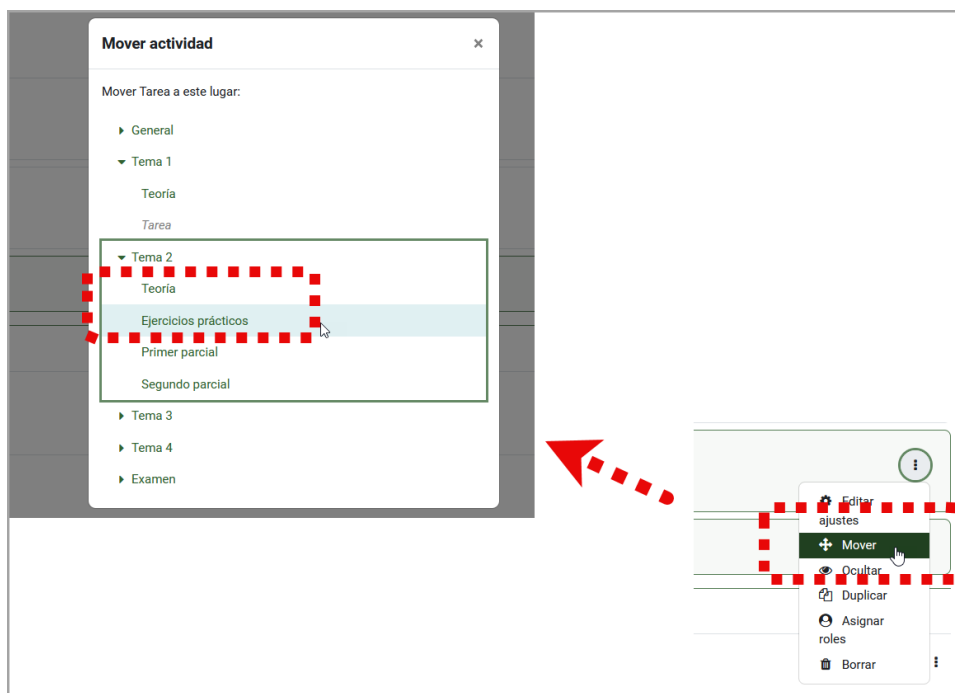 Mover actividad
×
Mover Tarea a este lugar:
General
Tema 1
Teoría
Tarea
Tema 2
Teoría
Ejercicios prácticos
Primer parcial
Segundo parcial
Tema 3
Tema 4
Examen
Editar
ajustes
Mover
Ocultar
Duplicar
Asignar
roles
Borrar